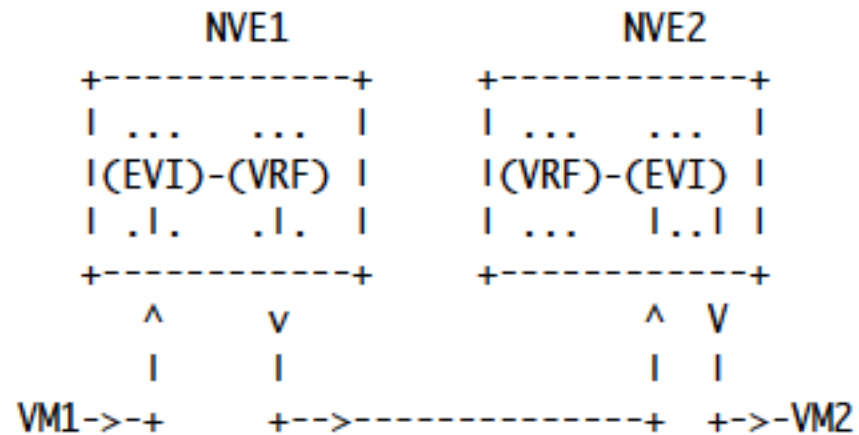 NVE1                     NVE2
     +------------+       +------------+
     | ...    ... |       | ...    ... |
     |(EVI)-(VRF) |       |(VRF)-(EVI) |
     | .|.    .|. |       | ...   |..| |
     +------------+       +------------+
        ^      v                  ^  V
        |      |                  |  |
VM1->-+      +-->--------------+  +->-VM2